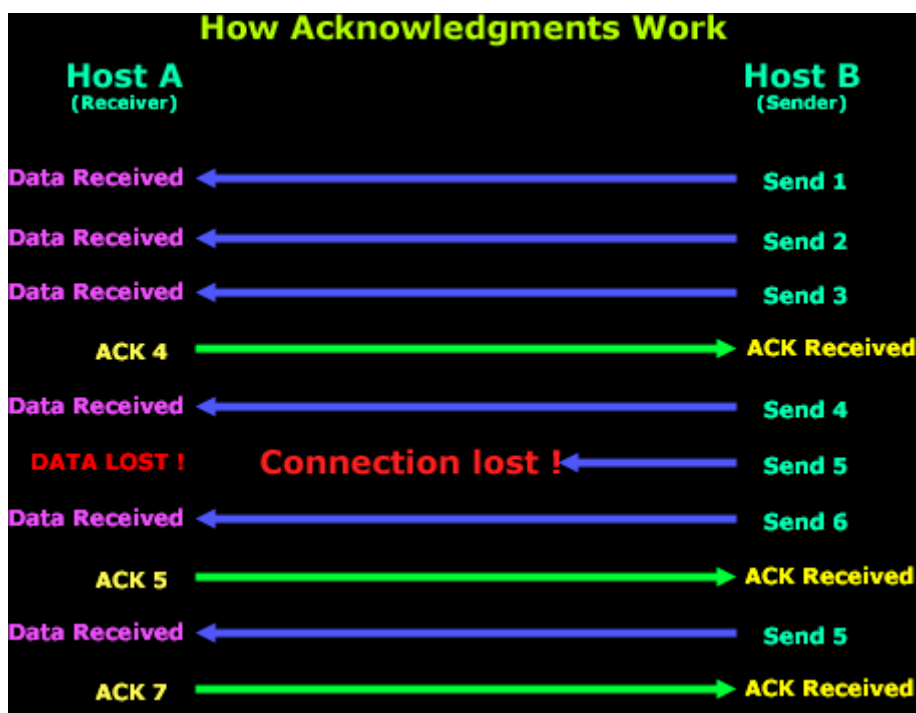 How Acknowledgments Work
Host A
(Receiver)
Host B
(Sender)
Data Received
Send 1
Data Received
Send 2
Data Received
Send 3
ACK 4
ACK Received
Data Received
Send 4
DATA LOST !
Connection lost !
Send 5
Data Received
Send 6
ACK 5
ACK Received
Data Received
Send 5
ACK 7
ACK Received